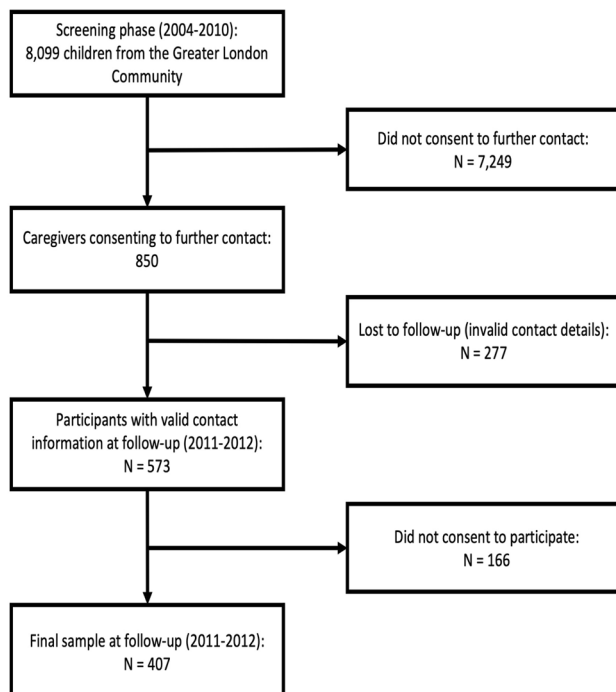 Screening phase (2004-2010):
8,099 children from the Greater London
Community
Did not consent to further contact:
N = 7,249
Caregivers consenting to further contact:
850
Lost to follow-up (invalid contact details):
N = 277
Participants with valid contact
information at follow-up (2011-2012):
N = 573
Did not consent to participate:
N = 166
Final sample at follow-up (2011-2012):
N = 407